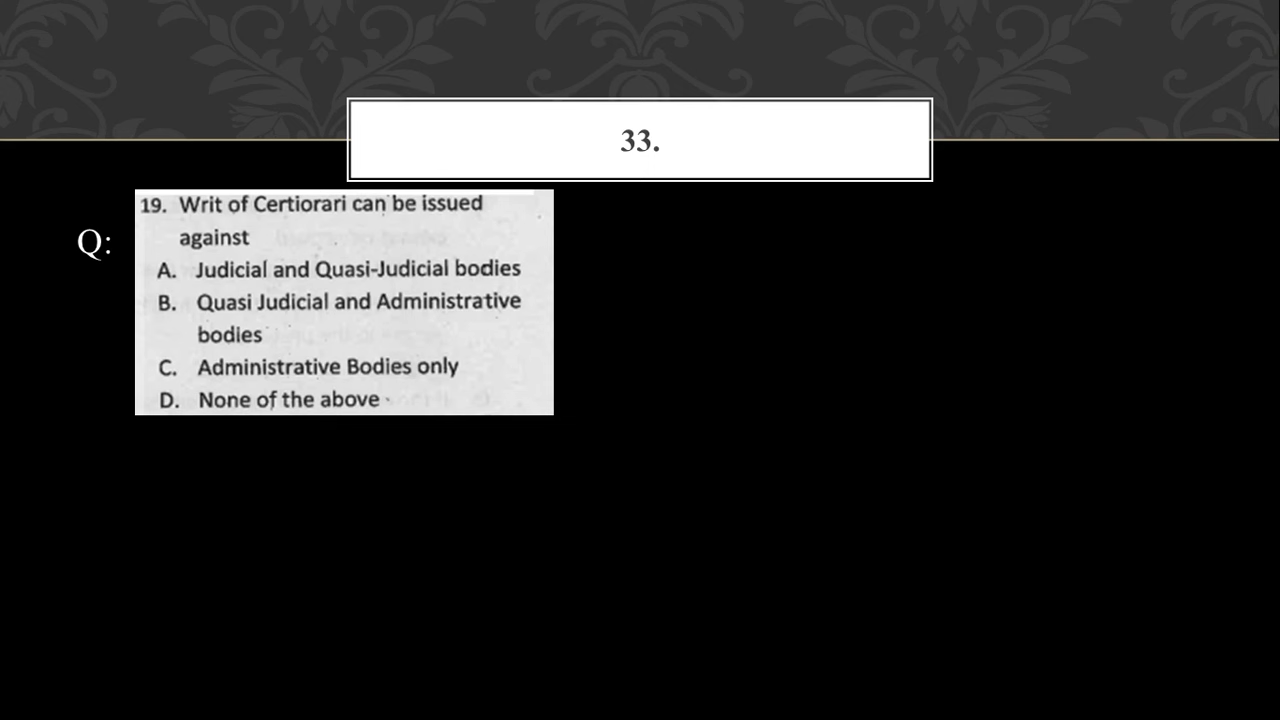 33.
Q:
19. Writ of Certiorari can be issued
against
A. Judicial and Quasi-Judicial bodies
B. Quasi Judicial and Administrative
bodies
C. Administrative Bodies only
D. None of the above